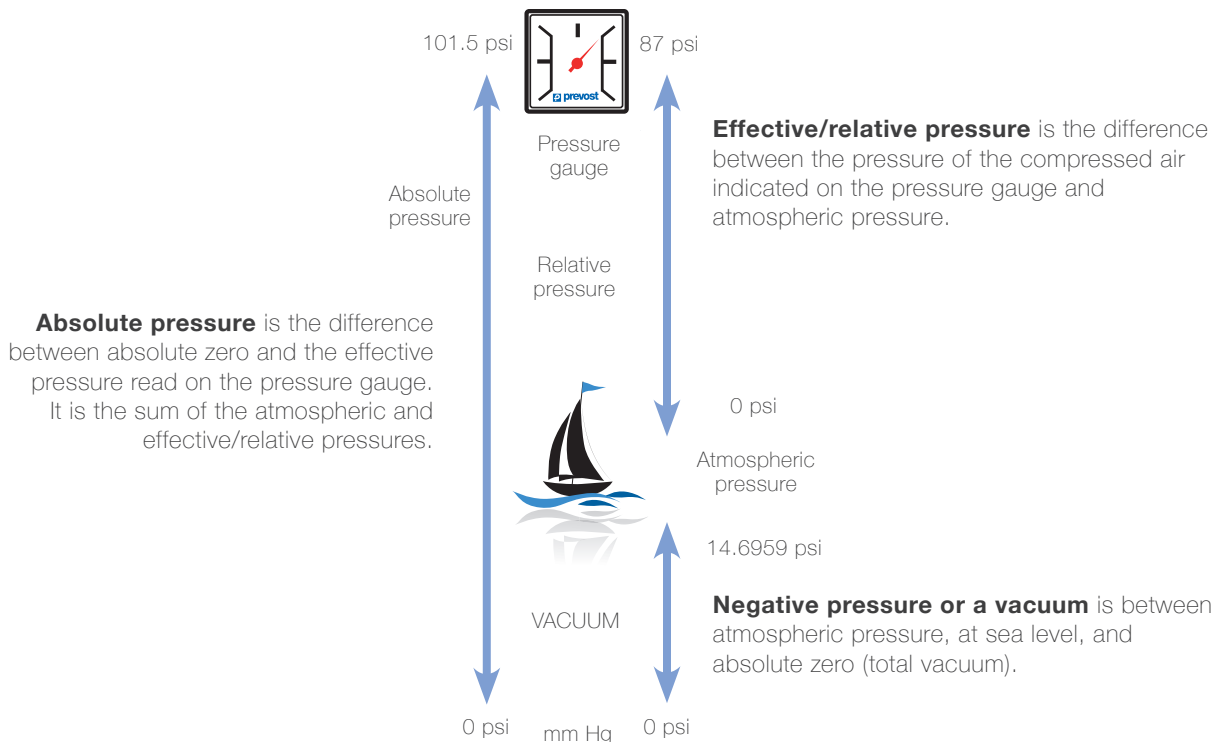 101.5 psi
87 psi
prevost
Pressure
gauge
Effective/relative pressure is the difference
between the pressure of the compressed air
indicated on the pressure gauge and
atmospheric pressure.
Absolute
pressure
Relative
pressure
Absolute pressure is the difference
between absolute zero and the effective
pressure read on the pressure gauge.
It is the sum of the atmospheric and
effective/relative pressures.
0 psi
Atmospheric
pressure
14.6959 psi
VACUUM
Negative pressure or a vacuum is between
atmospheric pressure, at sea level, and
absolute zero (total vacuum).
0 psi
mm Hg
0 psi